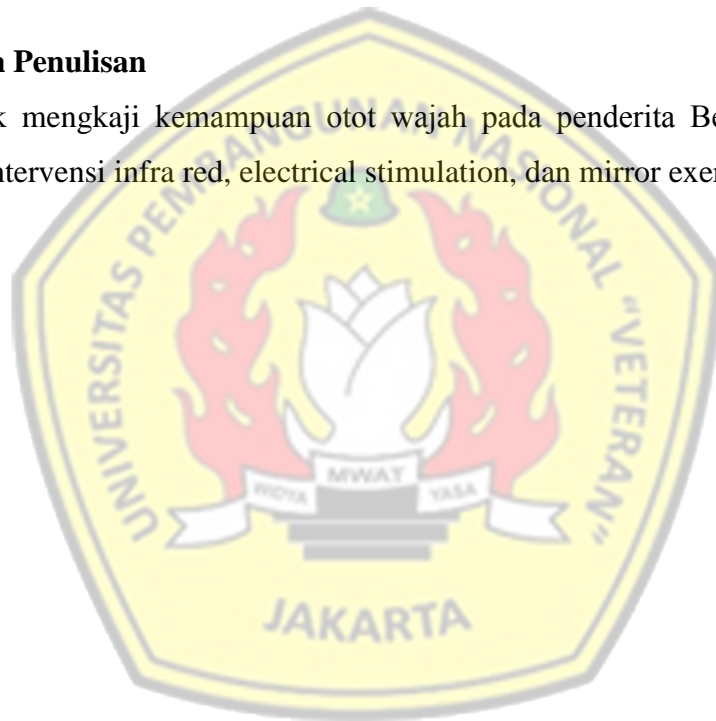 n Penulisan
k mengkaji kemampuan otot wajah pada penderita Be
ntervensi infra red, electrical stimulation, dan mirror exer
UNIVERSITAS PEMBANGUNAN NASIONAL "VETERAN"
WIDYA MWAT YASA
JAKARTA